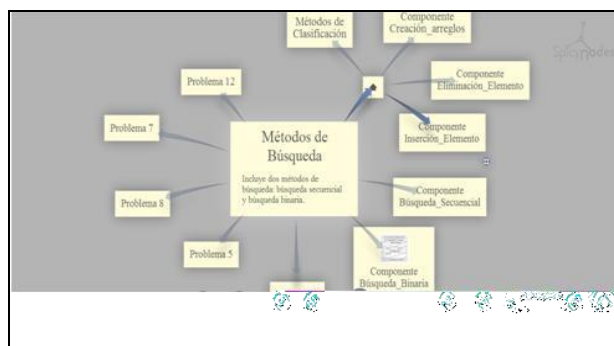 Métodos de
Clasificación
Componente
Creación_arreglos
SpicyNodes
Componente
Eliminación_Elemento
Problema 12
Componente
Inserción_Elemento
Problema 7
Métodos de
Búsqueda
Incluye dos métodos de
búsqueda: búsqueda secuencial
y búsqueda binaria.
Componente
Búsqueda_Secuencial
Problema 8
Problema 5
Componente
Búsqueda_Binaria